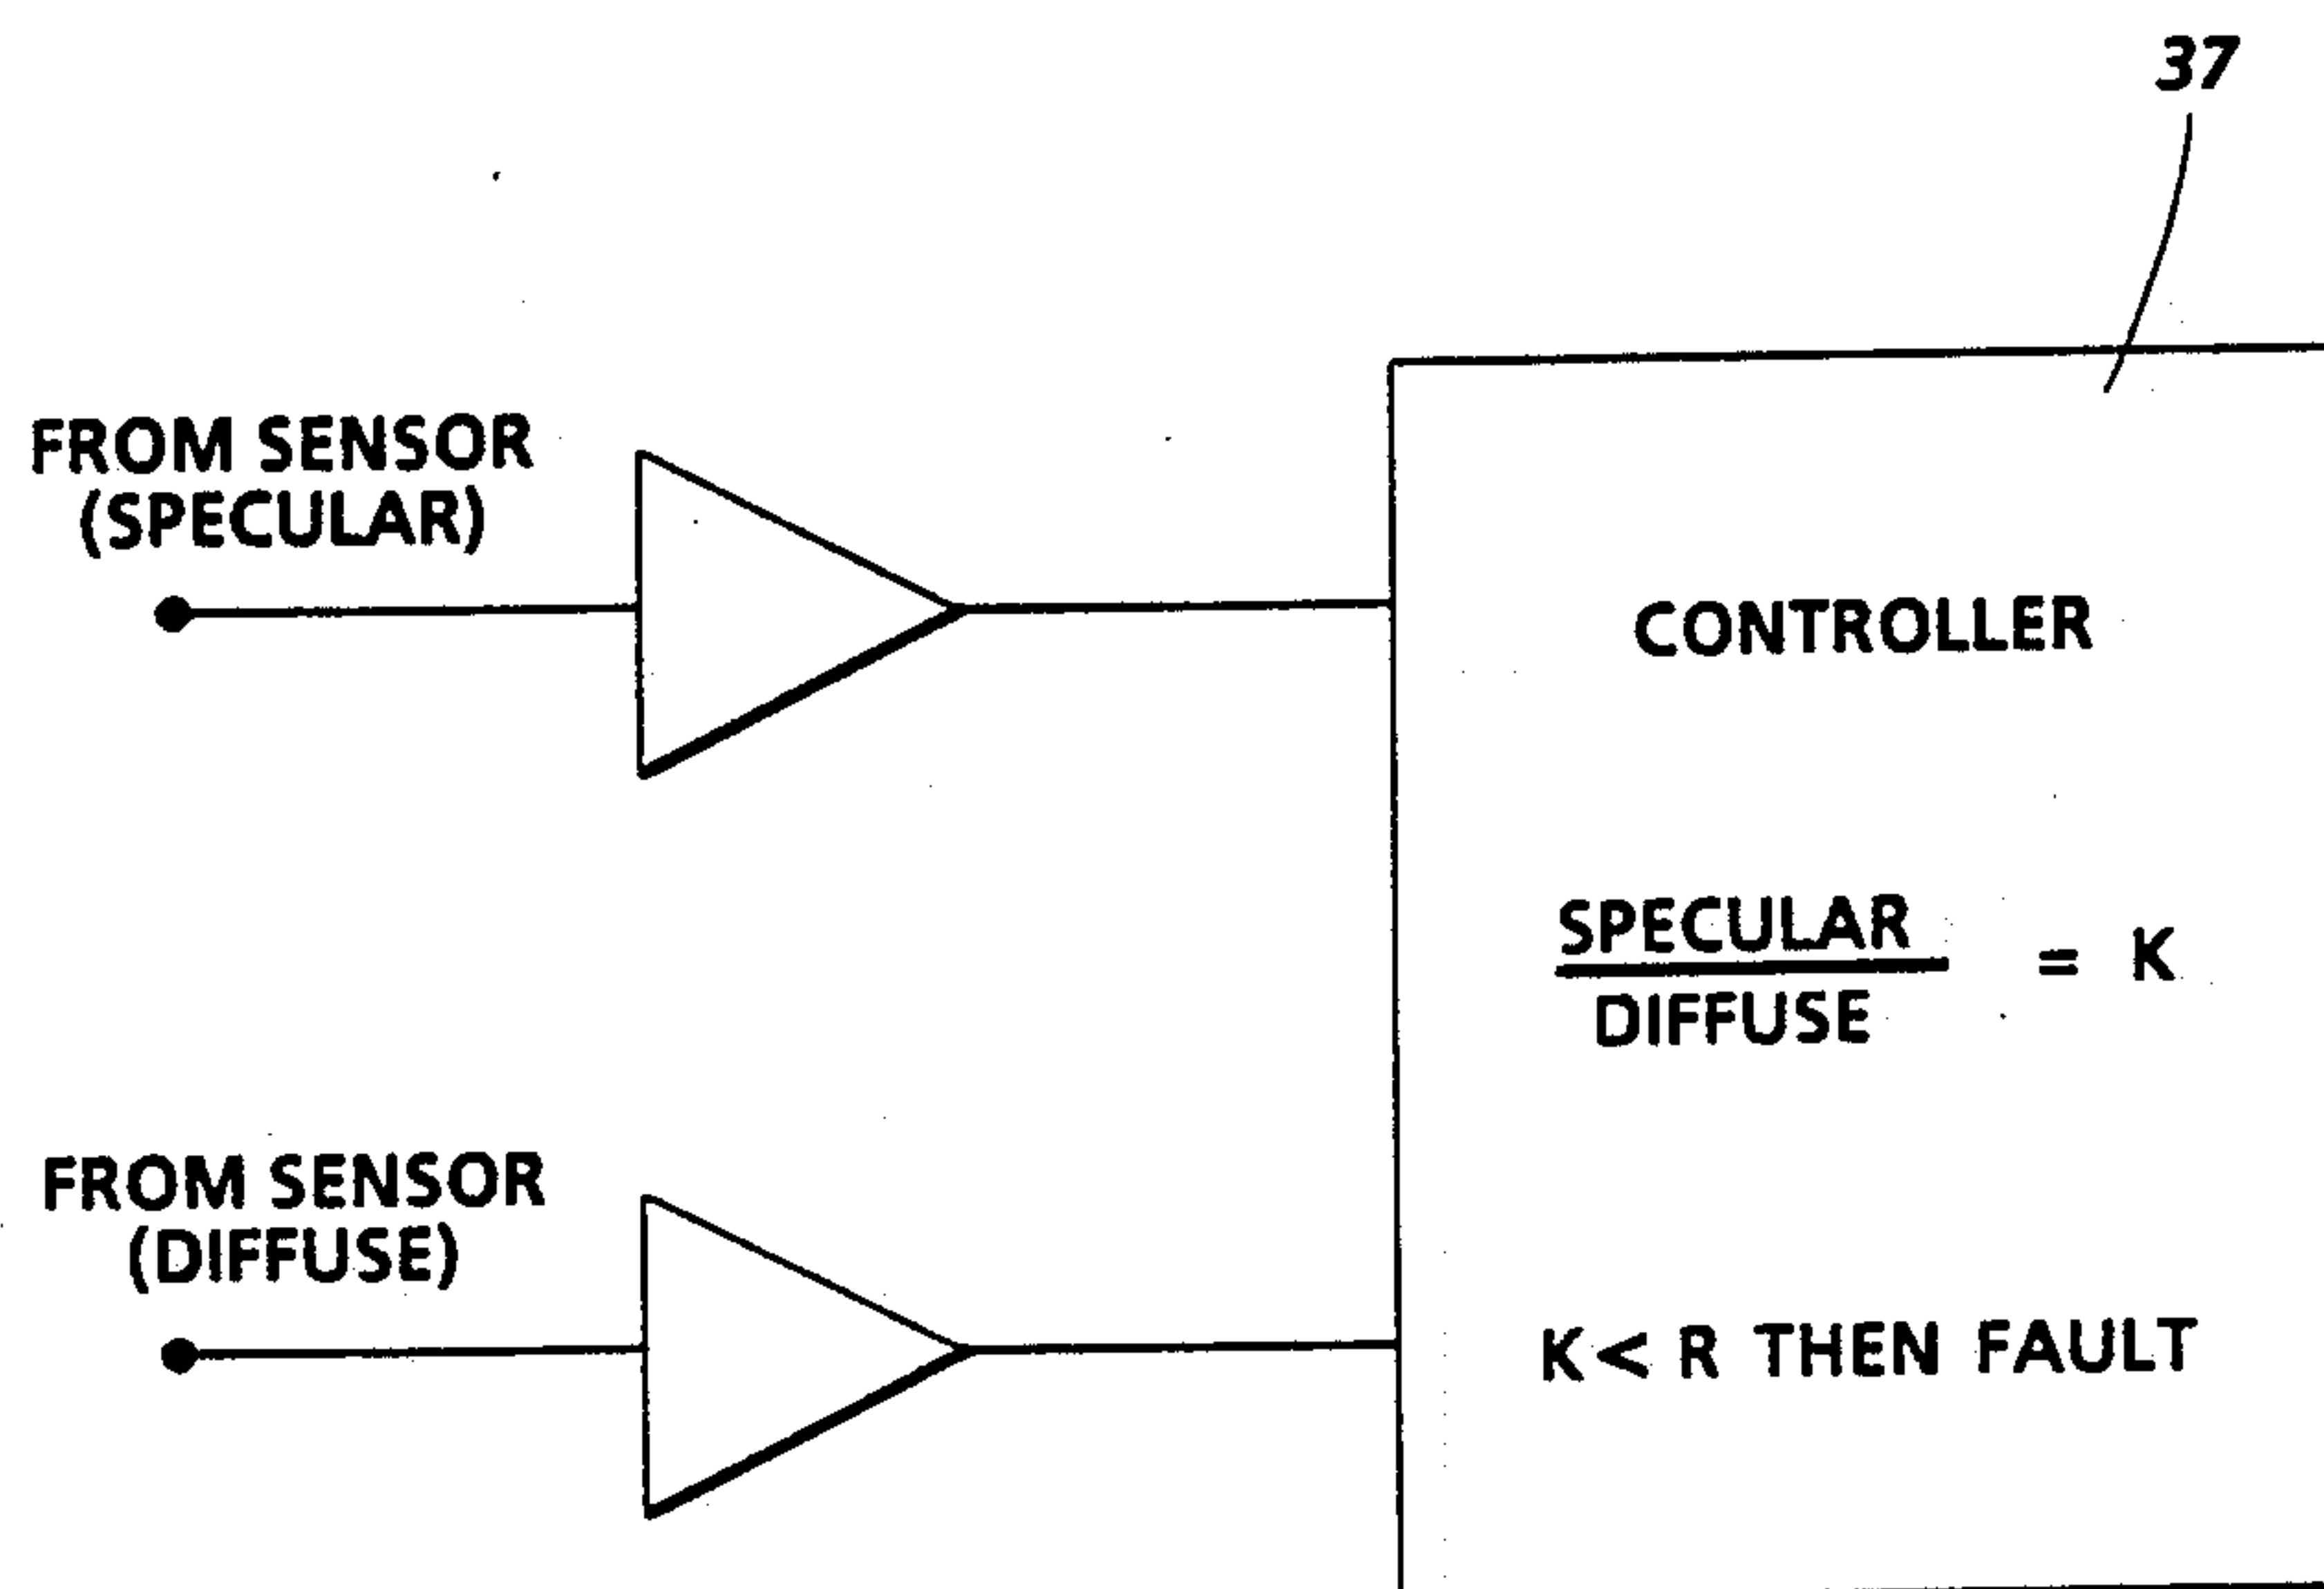 37
FROM SENSOR
(SPECULAR)
CONTROLLER
SPECULAR
= K
DIFFUSE
FROM SENSOR
(DIFFUSE)
K < R THEN FAULT